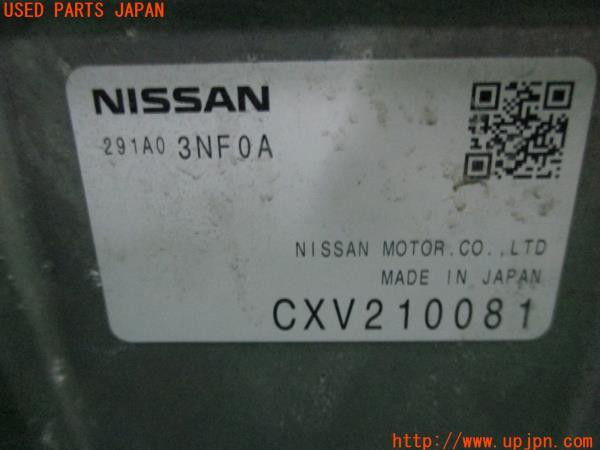 USED PARTS JAPAN
NISSAN
291A0 3NF0A
NISSAN MOTOR.CO.,LTD
MADE IN JAPAN
CXV210081
http://www.upjpn.com/